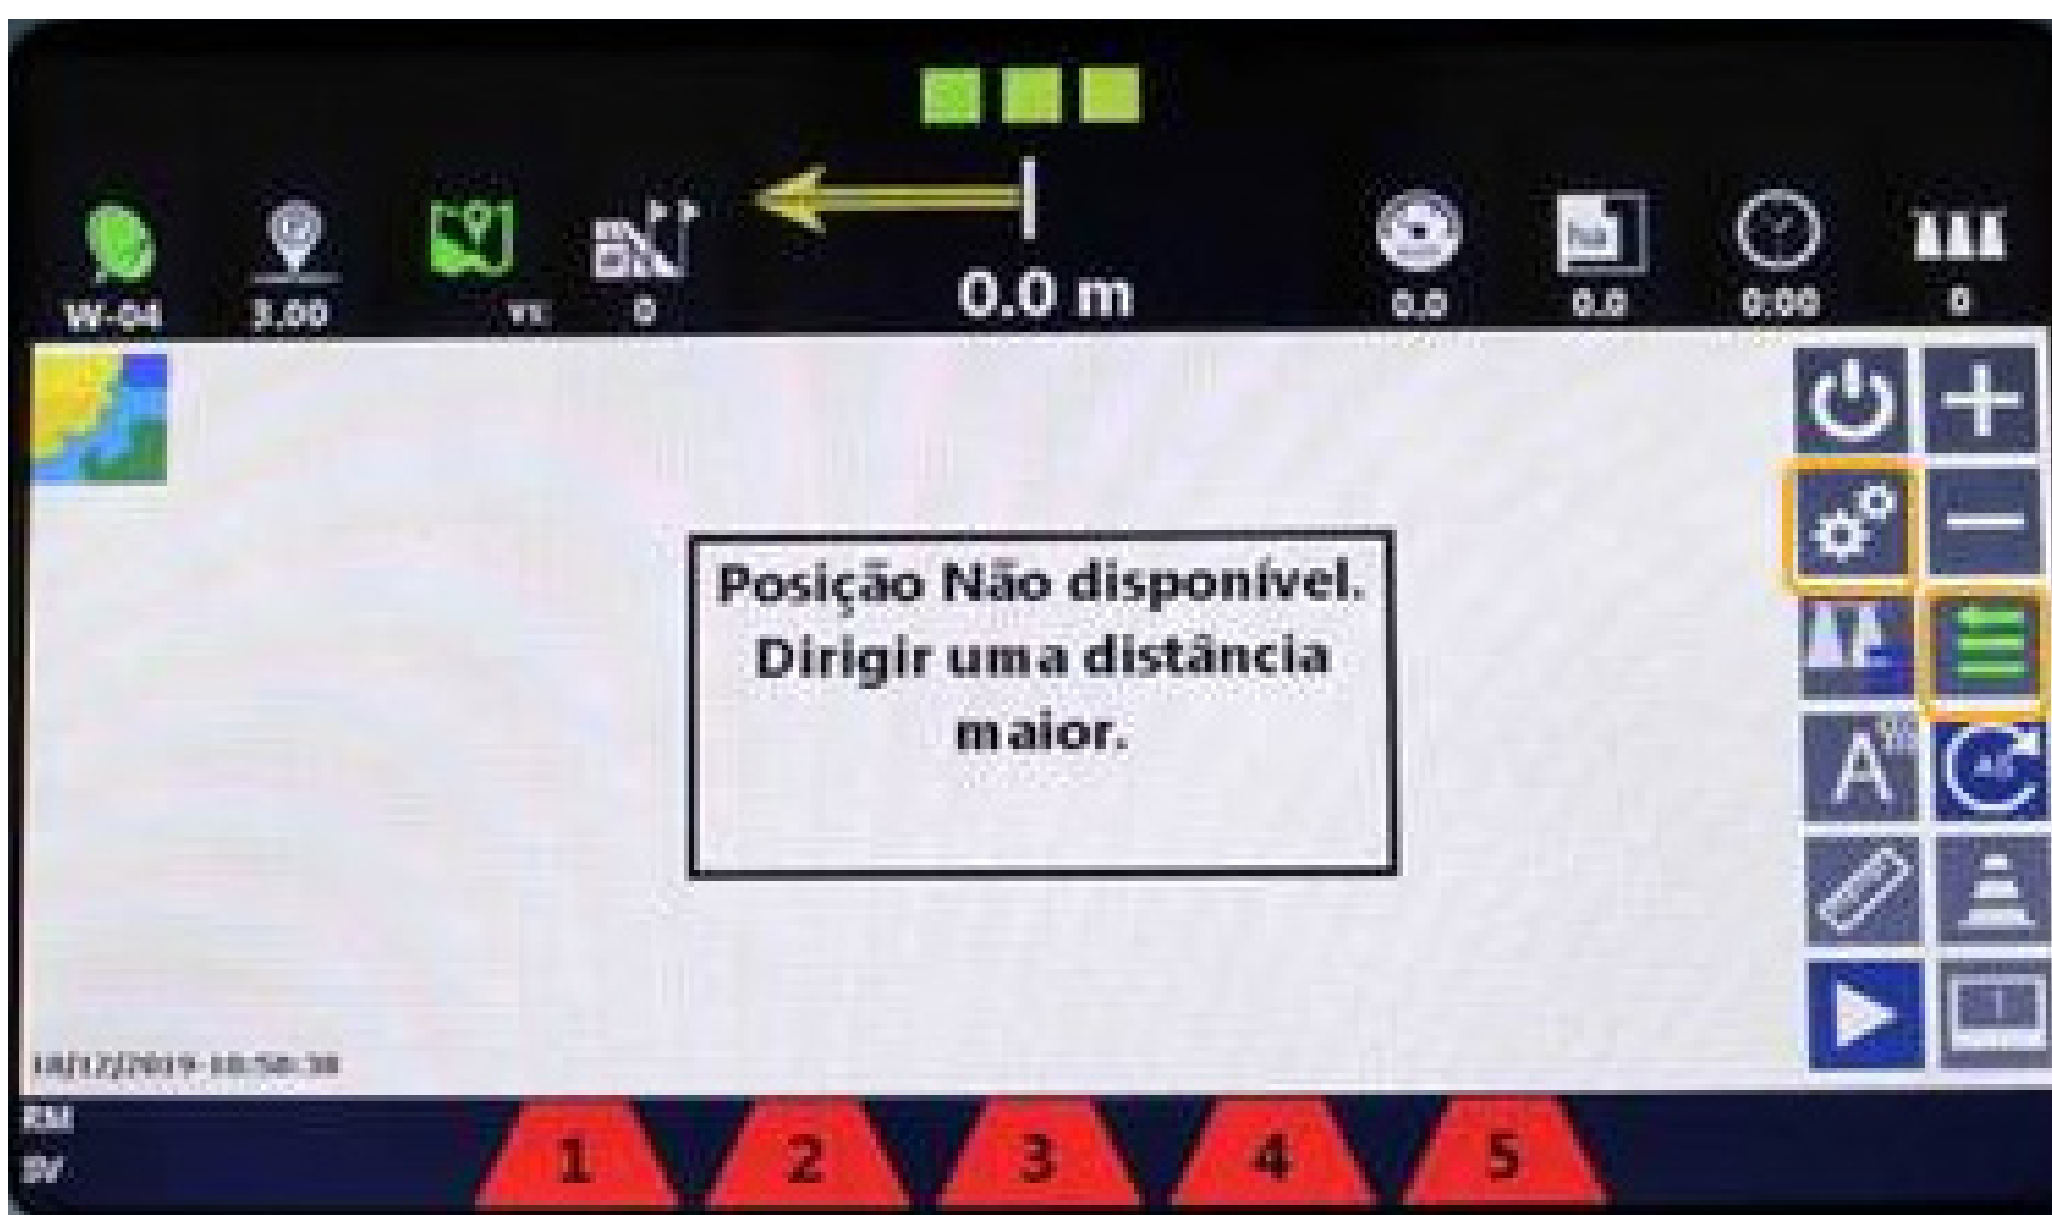 W-04
3.00
0
0.0 m
0.0
ha
0.0
0:00
0
Posição Não disponível.
Dirigir uma distância
maior.
A
1 2 3 4 5